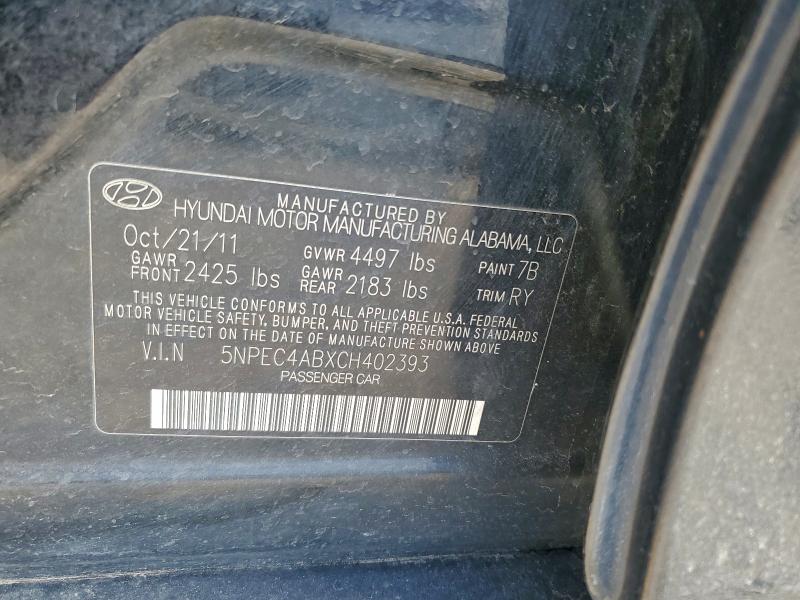 MANUFACTURED BY
HYUNDAI MOTOR MANUFACTURING ALABAMA, LLC
Oct/21/11 GVWR 4497 lbs PAINT 7B
GAWR FRONT 2425 lbs GAWR REAR 2183 lbs TRIM RY
THIS VEHICLE CONFORMS TO ALL APPLICABLE U.S.A. FEDERAL
MOTOR VEHICLE SAFETY, BUMPER, AND THEFT PREVENTION STANDARDS
IN EFFECT ON THE DATE OF MANUFACTURE SHOWN ABOVE
V.I.N 5NPEC4ABXCH402393
PASSENGER CAR